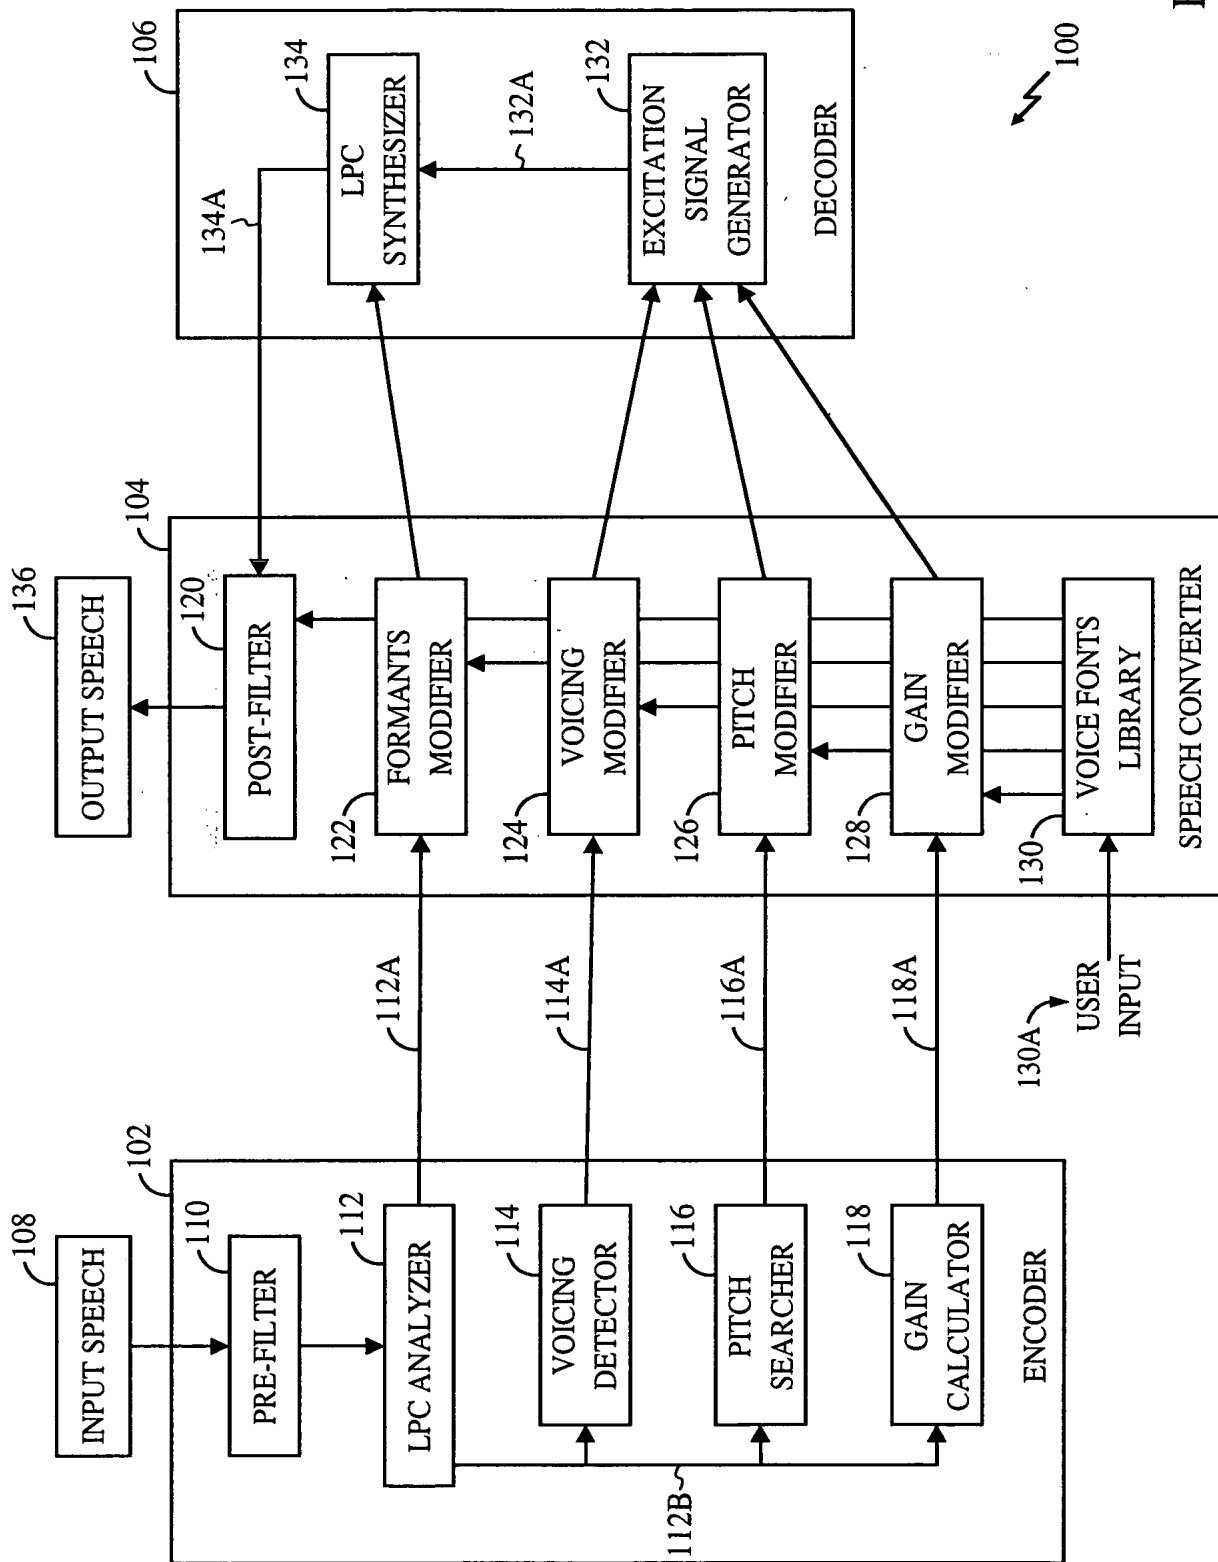 108
INPUT SPEECH
102
110
PRE-FILTER
112
LPC ANALYZER
112A
114
VOICING
DETECTOR
114A
116
PITCH
SEARCHER
116A
118
GAIN
CALCULATOR
118A
112B
ENCODER
136
OUTPUT SPEECH
104
120
POST-FILTER
122
FORMANTS
MODIFIER
124
VOICING
MODIFIER
126
PITCH
MODIFIER
128
GAIN
MODIFIER
130
VOICE FONTS
LIBRARY
130A
USER
INPUT
SPEECH CONVERTER
106
134A
134
LPC
SYNTHESIZER
132A
132
EXCITATION
SIGNAL
GENERATOR
DECODER
100